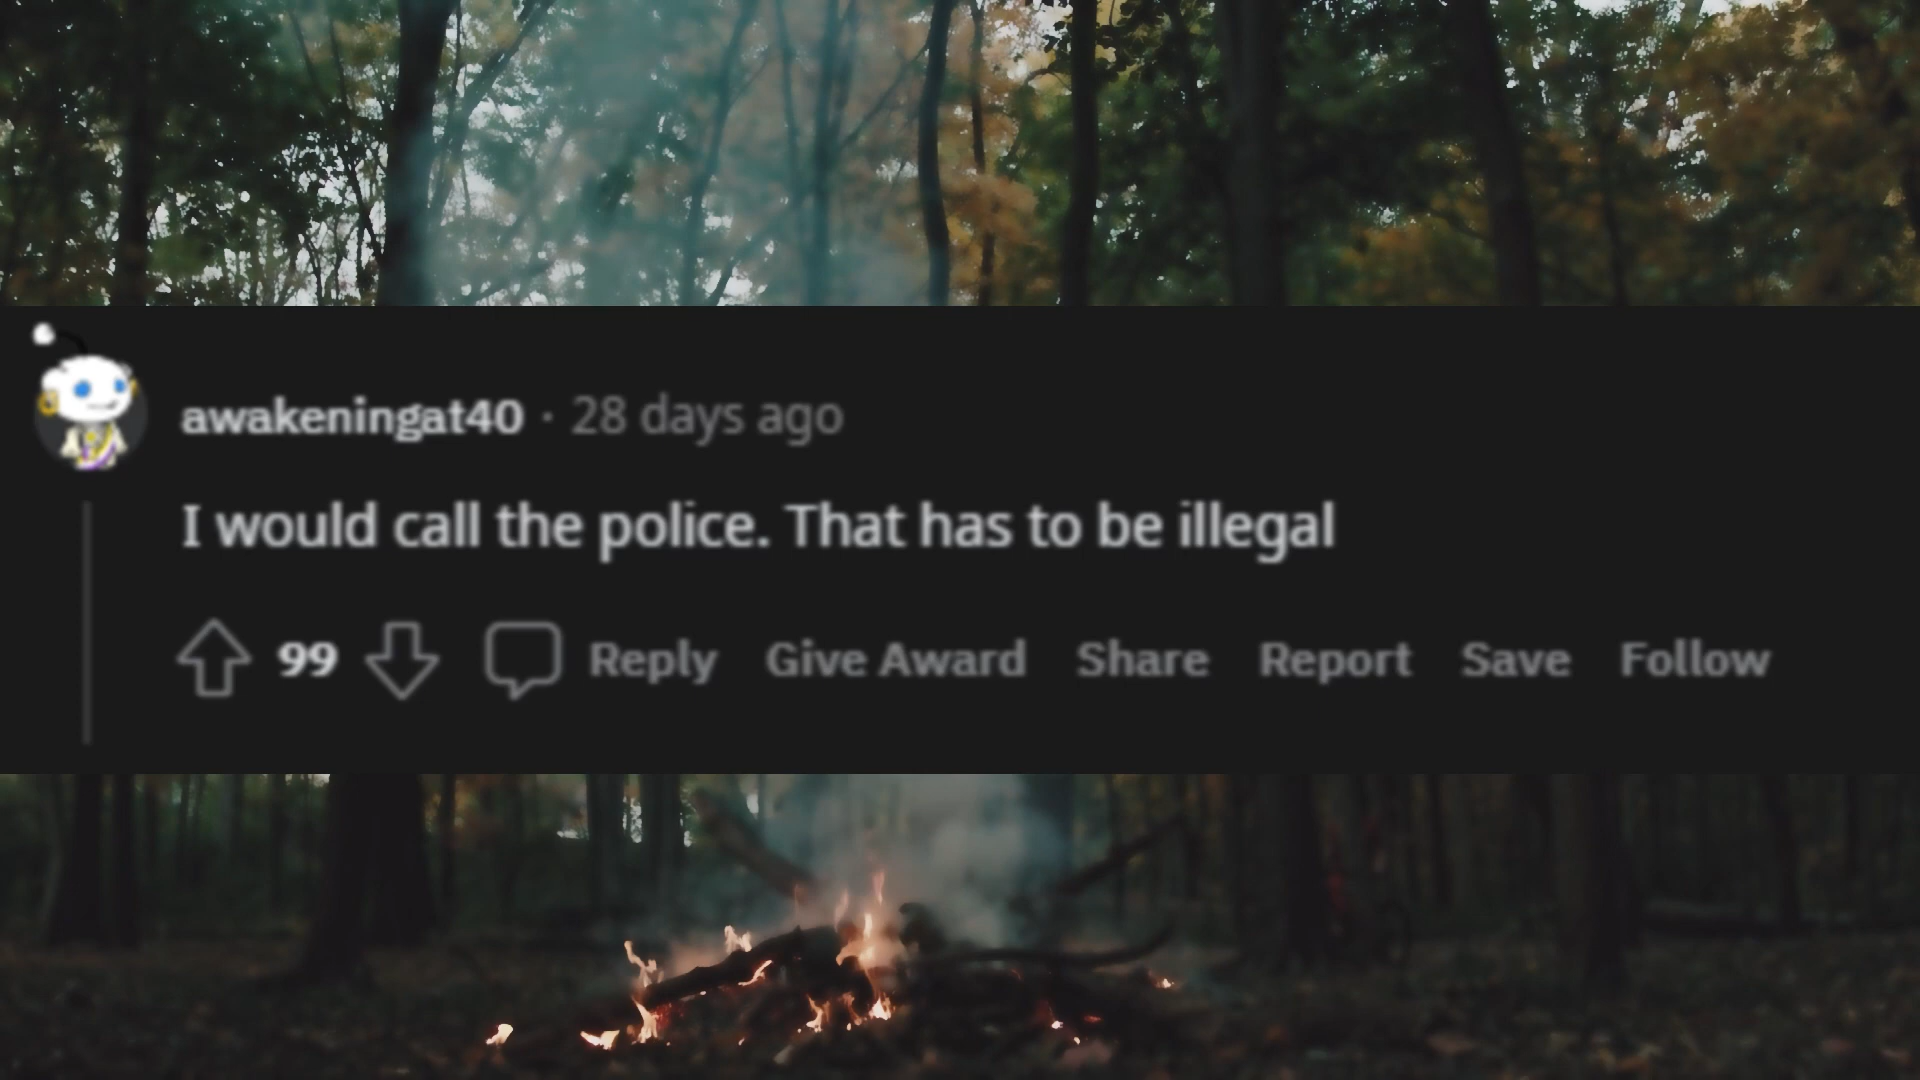 awakeningat40 · 28 days ago
I would call the police. That has to be illegal
99 Reply Give Award Share Report Save Follow